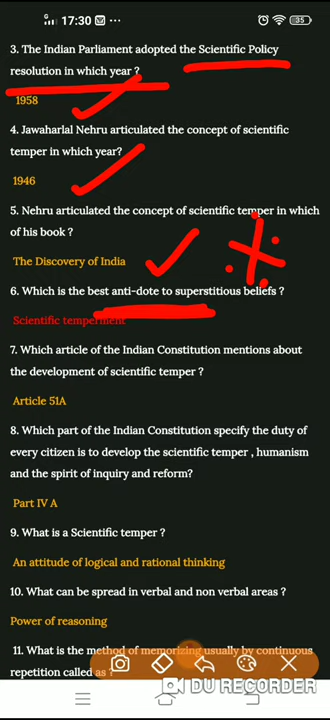 17:30
35
3. The Indian Parliament adopted the Scientific Policy
resolution in which year ?
1958
4. Jawaharlal Nehru articulated the concept of scientific
temper in which year?
1946
5. Nehru articulated the concept of scientific temper in which
of his book ?
The Discovery of India
6. Which is the best anti-dote to superstitious beliefs ?
Scientific temperment
7. Which article of the Indian Constitution mentions about
the development of scientific temper ?
Article 51A
8. Which part of the Indian Constitution specify the duty of
every citizen is to develop the scientific temper , humanism
and the spirit of inquiry and reform?
Part IV A
9. What is a Scientific temper ?
An attitude of logical and rational thinking
10. What can be spread in verbal and non verbal areas ?
Power of reasoning
11. What is the method of memorizing usually by continuous
repetition called as ?
DU RECORDER